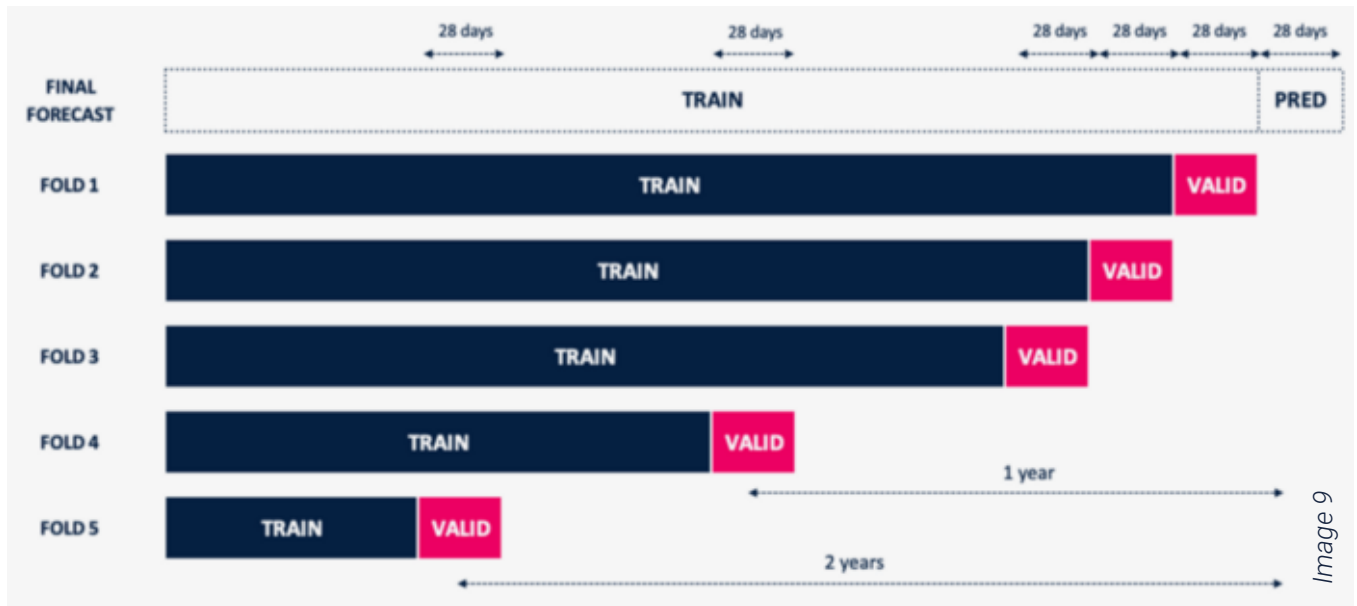 28 days 28 days 28 days 28 days 28 days 28 days
FINAL
FORECAST
TRAIN PRED
FOLD 1 TRAIN VALID
FOLD 2 TRAIN VALID
FOLD 3 TRAIN VALID
FOLD 4 TRAIN VALID
1 year
FOLD 5 TRAIN VALID
2 years
Image 9